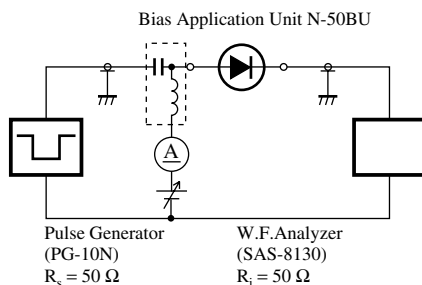 Bias Application Unit N-50BU
A
Pulse Generator
(PG-10N)
Rs = 50 Ω
W.F.Analyzer
(SAS-8130)
Ri = 50 Ω